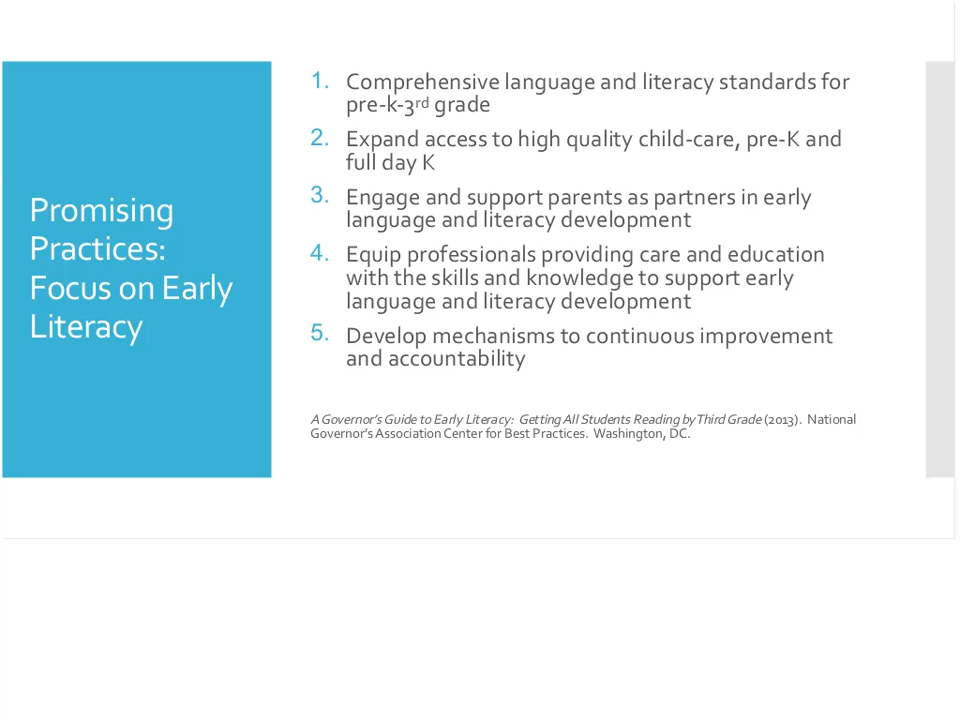 Promising
Practices:
Focus on Early
Literacy
1. Comprehensive language and literacy standards for
pre-k-3rd grade
2. Expand access to high quality child-care, pre-K and
full day K
3. Engage and support parents as partners in early
language and literacy development
4. Equip professionals providing care and education
with the skills and knowledge to support early
language and literacy development
5. Develop mechanisms to continuous improvement
and accountability
A Governor's Guide to Early Literacy: Getting All Students Reading by Third Grade (2013). National
Governor's Association Center for Best Practices. Washington, DC.